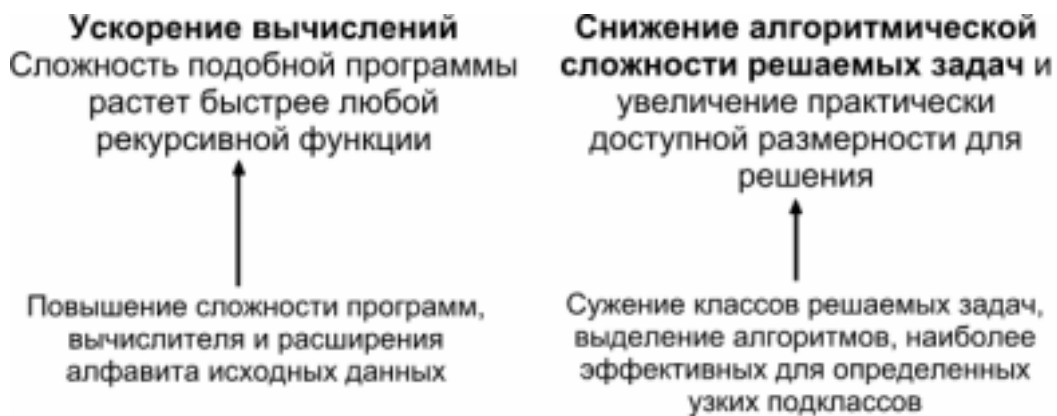 Ускорение вычислений
Сложность подобной программы
растет быстрее любой
рекурсивной функции
Повышение сложности программ,
вычислителя и расширения
алфавита исходных данных
Снижение алгоритмической
сложности решаемых задач и
увеличение практически
доступной размерности для
решения
Сужение классов решаемых задач,
выделение алгоритмов, наиболее
эффективных для определенных
узких подклассов